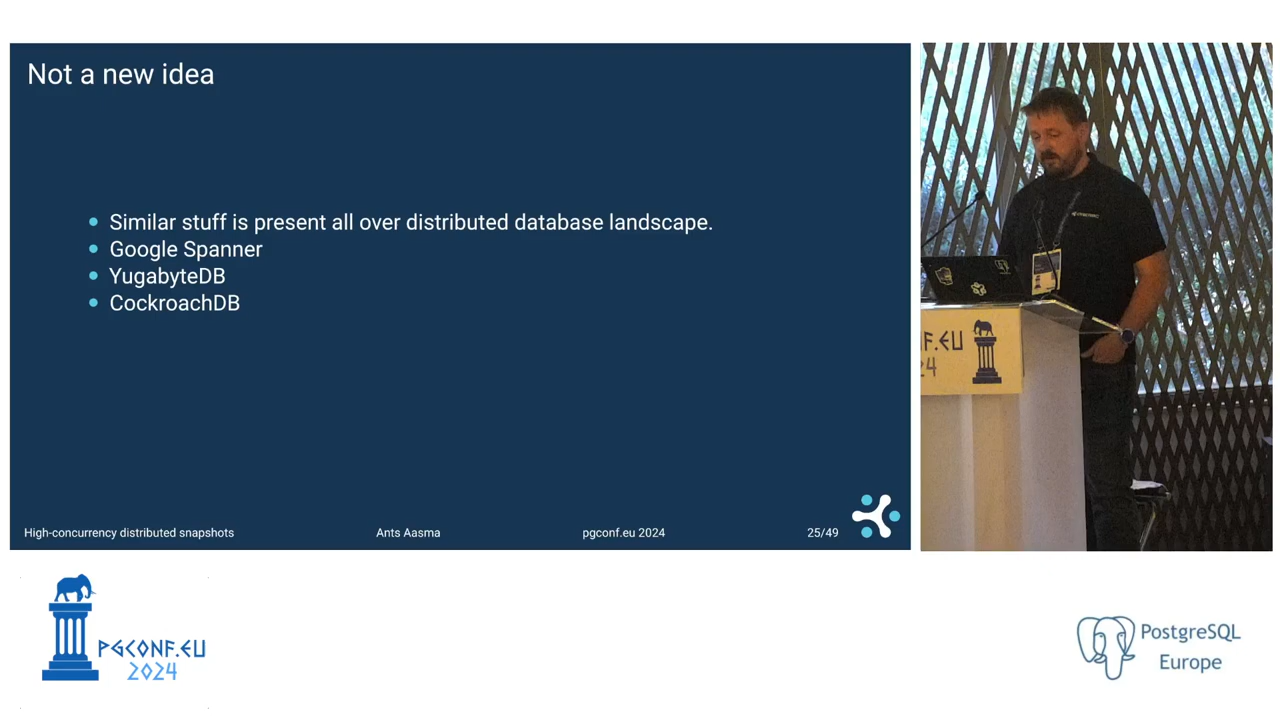 Not a new idea
Similar stuff is present all over distributed database landscape.
Google Spanner
YugabyteDB
CockroachDB
High-concurrency distributed snapshots
Ants Aasma
pgconf.eu 2024
25/49
PGCONF.EU
2024
PostgreSQL
Europe